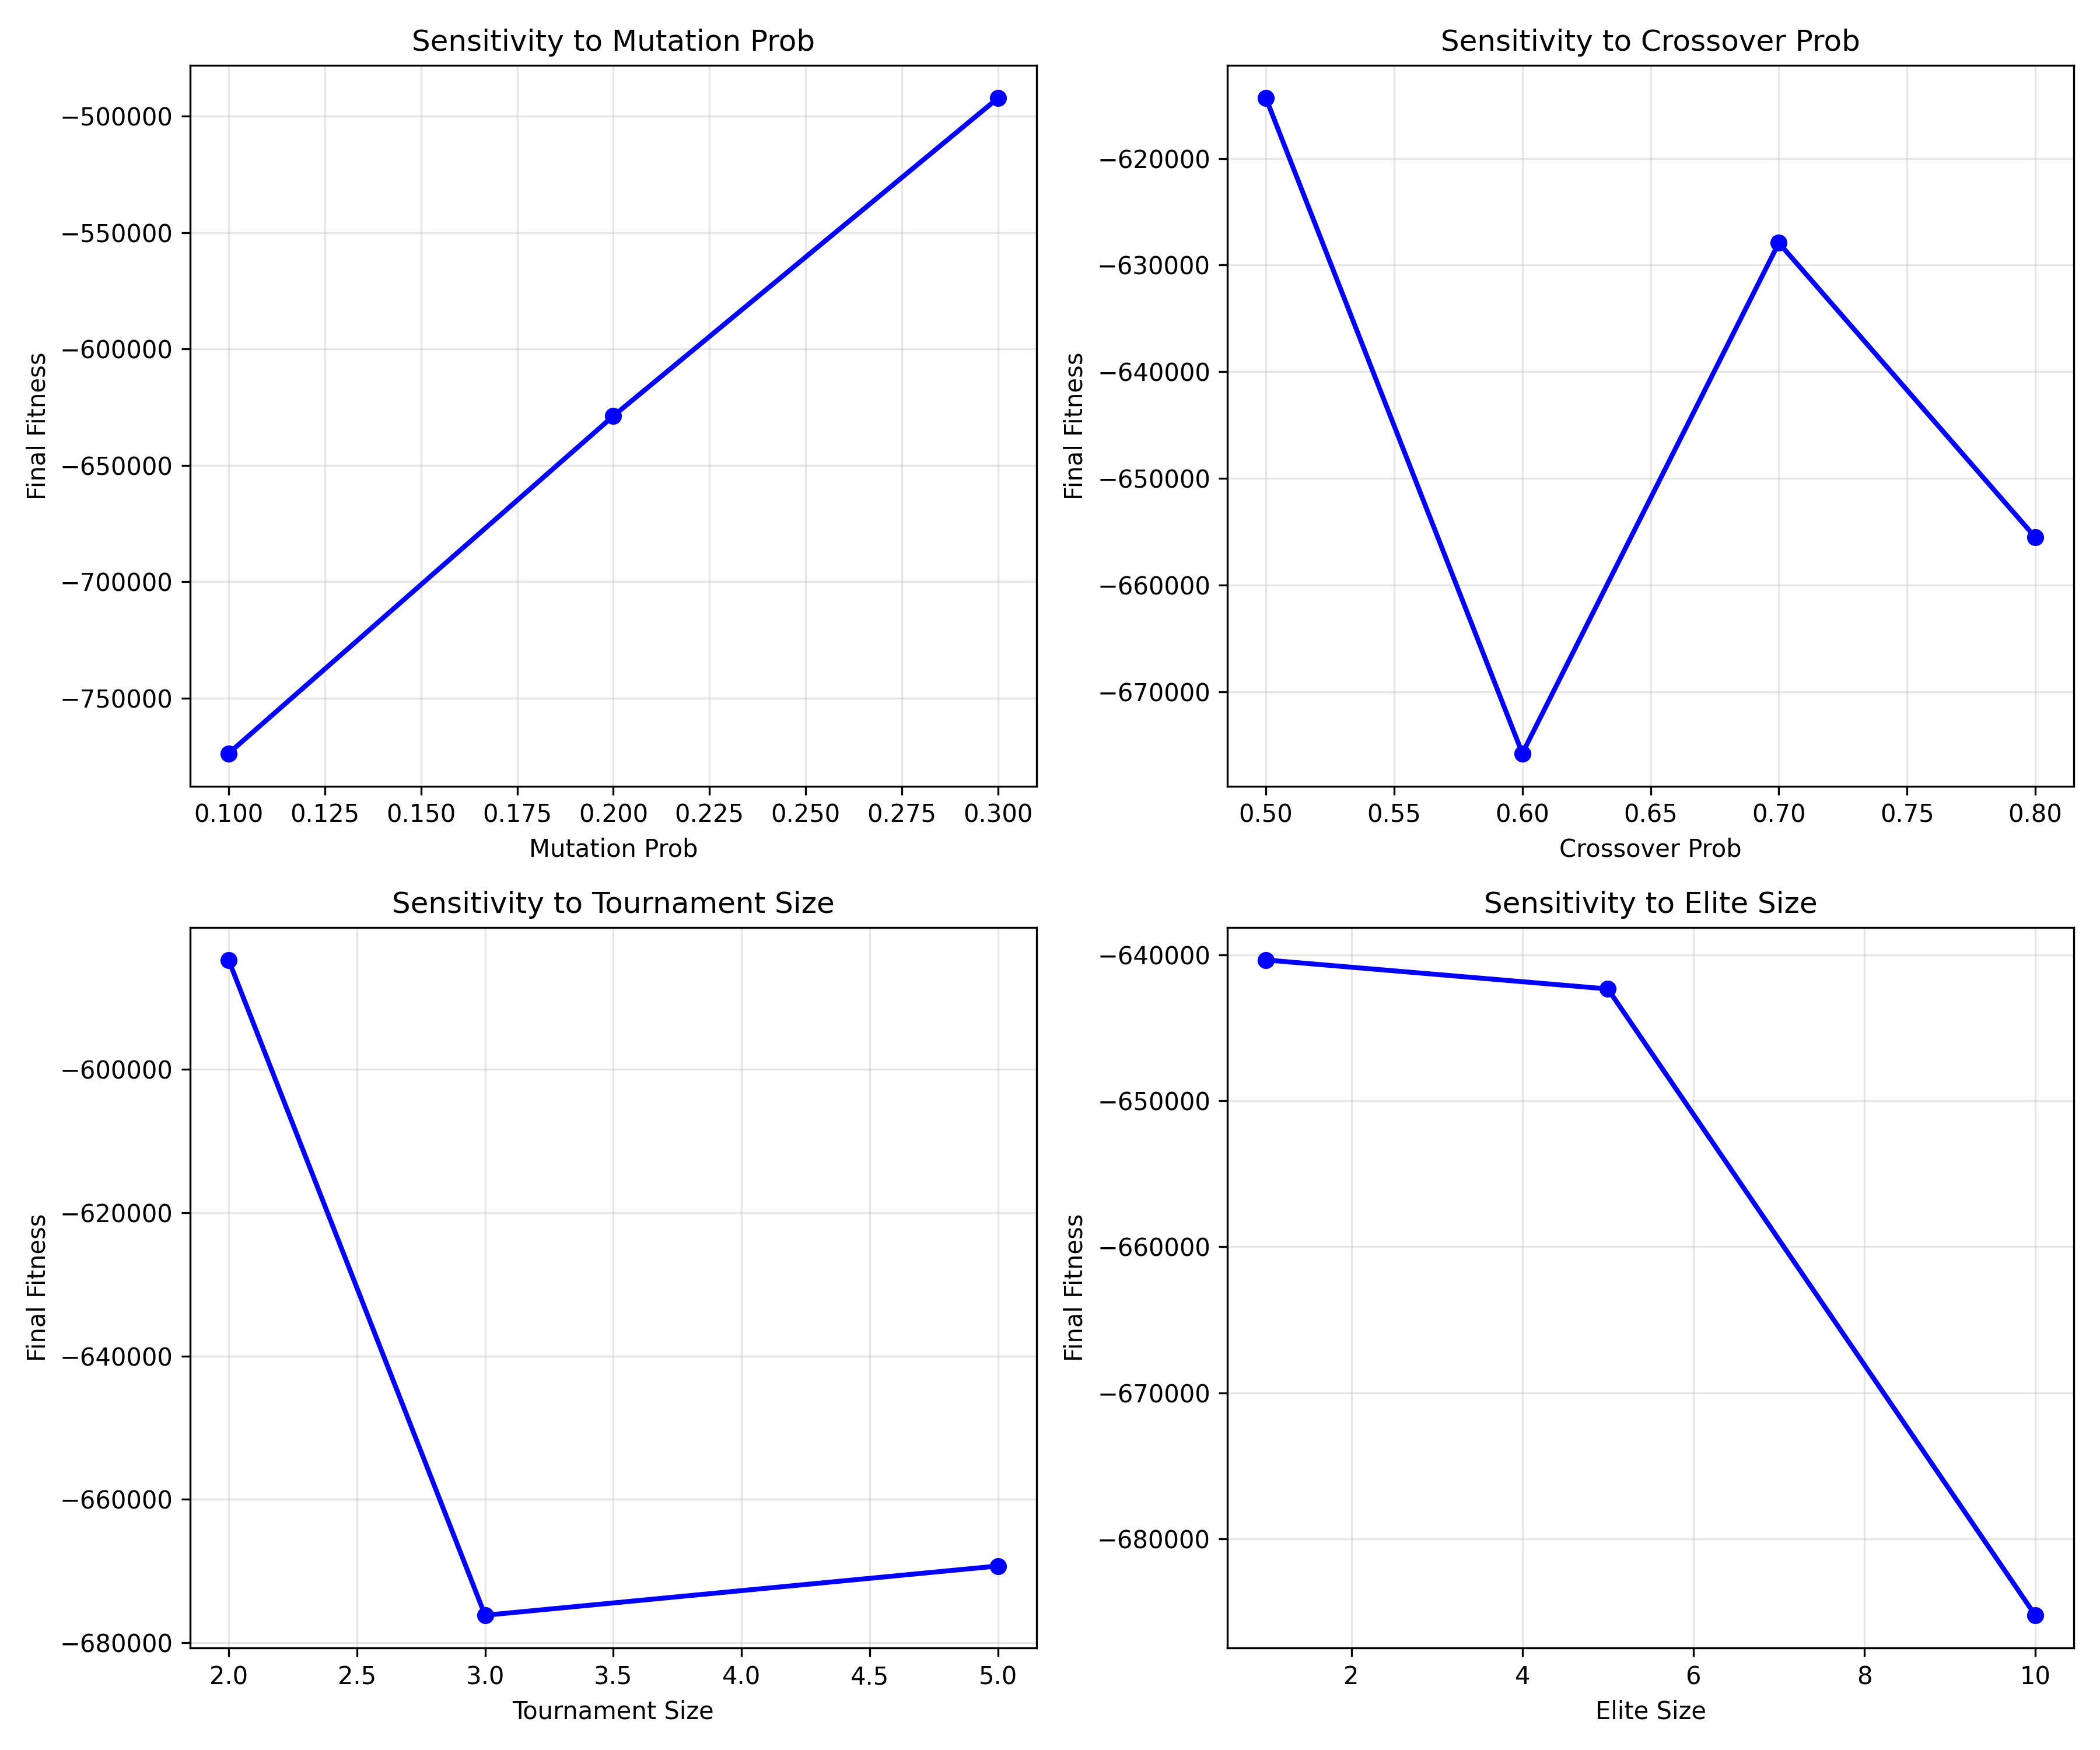 Sensitivity to Mutation Prob
Final Fitness
−500000
−550000
−600000
−650000
−700000
−750000
0.100 0.125 0.150 0.175 0.200 0.225 0.250 0.275 0.300
Mutation Prob
Sensitivity to Crossover Prob
Final Fitness
−620000
−630000
−640000
−650000
−660000
−670000
0.50 0.55 0.60 0.65 0.70 0.75 0.80
Crossover Prob
Sensitivity to Tournament Size
Final Fitness
−600000
−620000
−640000
−660000
−680000
2.0 2.5 3.0 3.5 4.0 4.5 5.0
Tournament Size
Sensitivity to Elite Size
Final Fitness
−640000
−650000
−660000
−670000
−680000
2 4 6 8 10
Elite Size